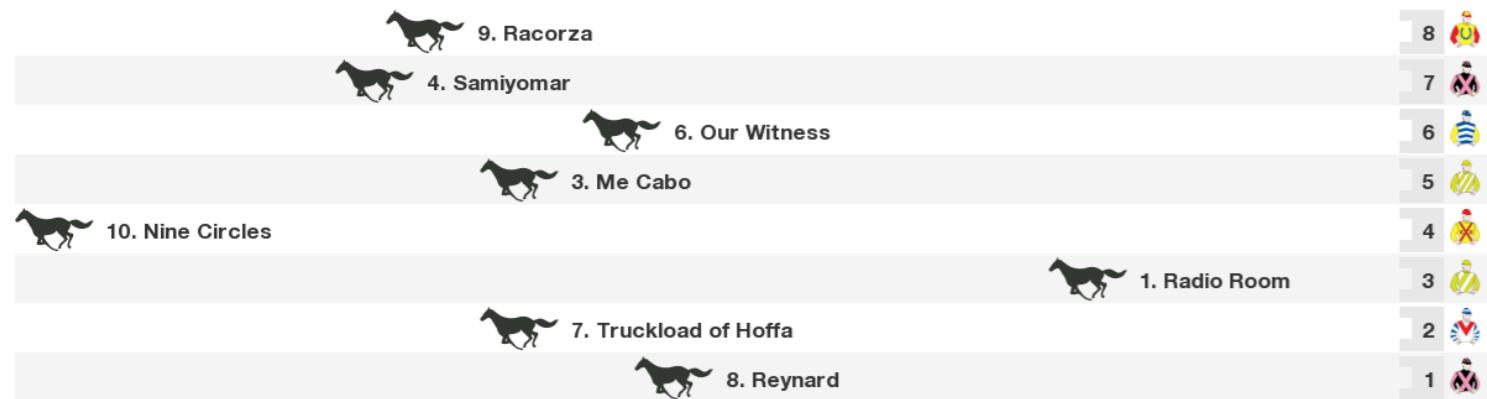 9. Racorza 8
4. Samiyomar 7
6. Our Witness 6
3. Me Cabo 5
10. Nine Circles 4
1. Radio Room 3
7. Truckload of Hoffa 2
8. Reynard 1